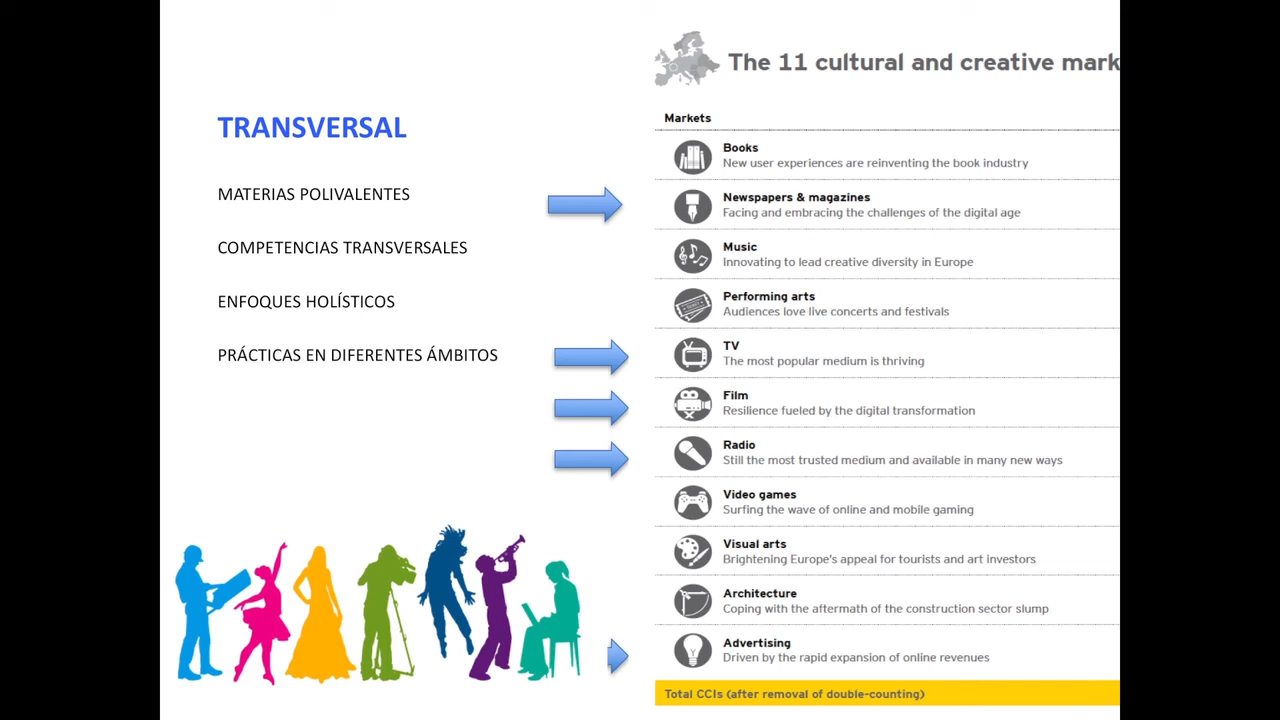 TRANSVERSAL
MATERIAS POLIVALENTES
COMPETENCIAS TRANSVERSALES
ENFOQUES HOLÍSTICOS
PRÁCTICAS EN DIFERENTES ÁMBITOS
The 11 cultural and creative mark
Markets
Books
New user experiences are reinventing the book industry
Newspapers & magazines
Facing and embracing the challenges of the digital age
Music
Innovating to lead creative diversity in Europe
Performing arts
Audiences love live concerts and festivals
TV
The most popular medium is thriving
Film
Resilience fueled by the digital transformation
Radio
Still the most trusted medium and available in many new ways
Video games
Surfing the wave of online and mobile gaming
Visual arts
Brightening Europe's appeal for tourists and art investors
Architecture
Coping with the aftermath of the construction sector slump
Advertising
Driven by the rapid expansion of online revenues
Total CCIs (after removal of double-counting)